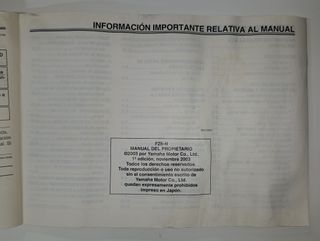 INFORMACIÓN IMPORTANTE RELATIVA AL MANUAL
MANUAL DEL PROPIETARIO
©2003 por Yamaha Motor Co., Ltd.
1ª edición, noviembre 2003
Todos los derechos reservados.
Toda reproducción o uso no autorizado
sin el consentimiento escrito de
Yamaha Motor Co., Ltd.
quedan expresamente prohibidos
Impreso en Japón.